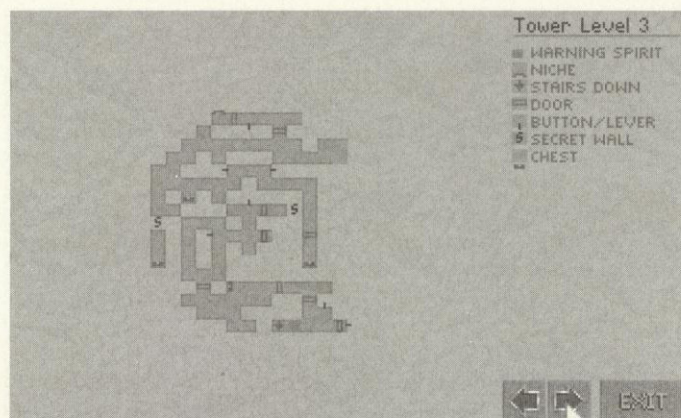 Tower Level 3
WARNING SPIRIT
NICHE
STAIRS DOWN
DOOR
BUTTON/LEVER
S SECRET WALL
CHEST
S
S
EXIT